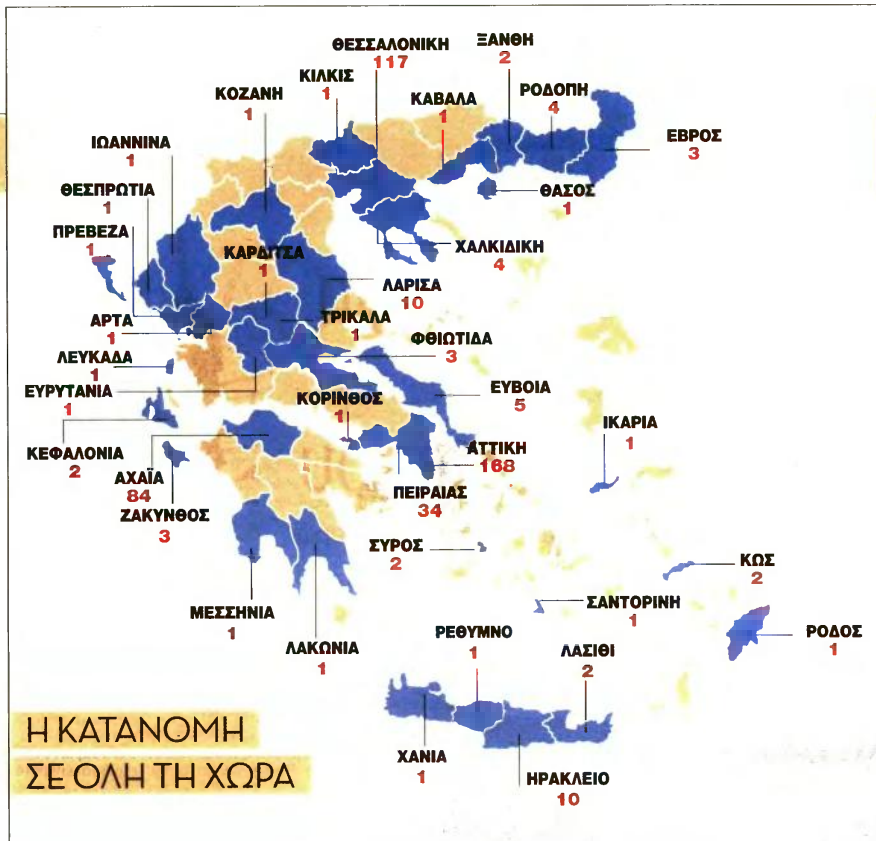 ΘΕΣΣΑΛΟΝΙΚΗ
117
ΞΑΝΘΗ
2
ΚΙΛΚΙΣ
1
ΡΟΔΟΠΗ
4
ΚΟΖΑΝΗ
1
ΚΑΒΑΛΑ
1
ΕΒΡΟΣ
3
ΙΩΑΝΝΙΝΑ
1
ΘΑΣΟΣ
1
ΘΕΣΠΡΩΤΙΑ
1
ΠΡΕΒΕΖΑ
1
ΚΑΡΔΙΤΣΑ
1
ΧΑΛΚΙΔΙΚΗ
4
ΛΑΡΙΣΑ
10
ΑΡΤΑ
1
ΤΡΙΚΑΛΑ
1
ΦΘΙΩΤΙΔΑ
3
ΛΕΥΚΑΔΑ
1
ΕΥΡΥΤΑΝΙΑ
1
ΚΟΡΙΝΘΟΣ
1
ΕΥΒΟΙΑ
5
ΙΚΑΡΙΑ
1
ΚΕΦΑΛΟΝΙΑ
2
ΑΤΤΙΚΗ
168
ΑΧΑΪΑ
84
ΠΕΙΡΑΙΑΣ
34
ΖΑΚΥΝΘΟΣ
3
ΣΥΡΟΣ
2
ΚΩΣ
2
ΜΕΣΣΗΝΙΑ
1
ΣΑΝΤΟΡΙΝΗ
1
ΡΟΔΟΣ
1
ΛΑΚΩΝΙΑ
1
ΡΕΘΥΜΝΟ
1
ΛΑΣΙΘΙ
2
Η ΚΑΤΑΝΟΜΗ
ΣΕ ΟΛΗ ΤΗ ΧΩΡΑ
ΧΑΝΙΑ
1
ΗΡΑΚΛΕΙΟ
10